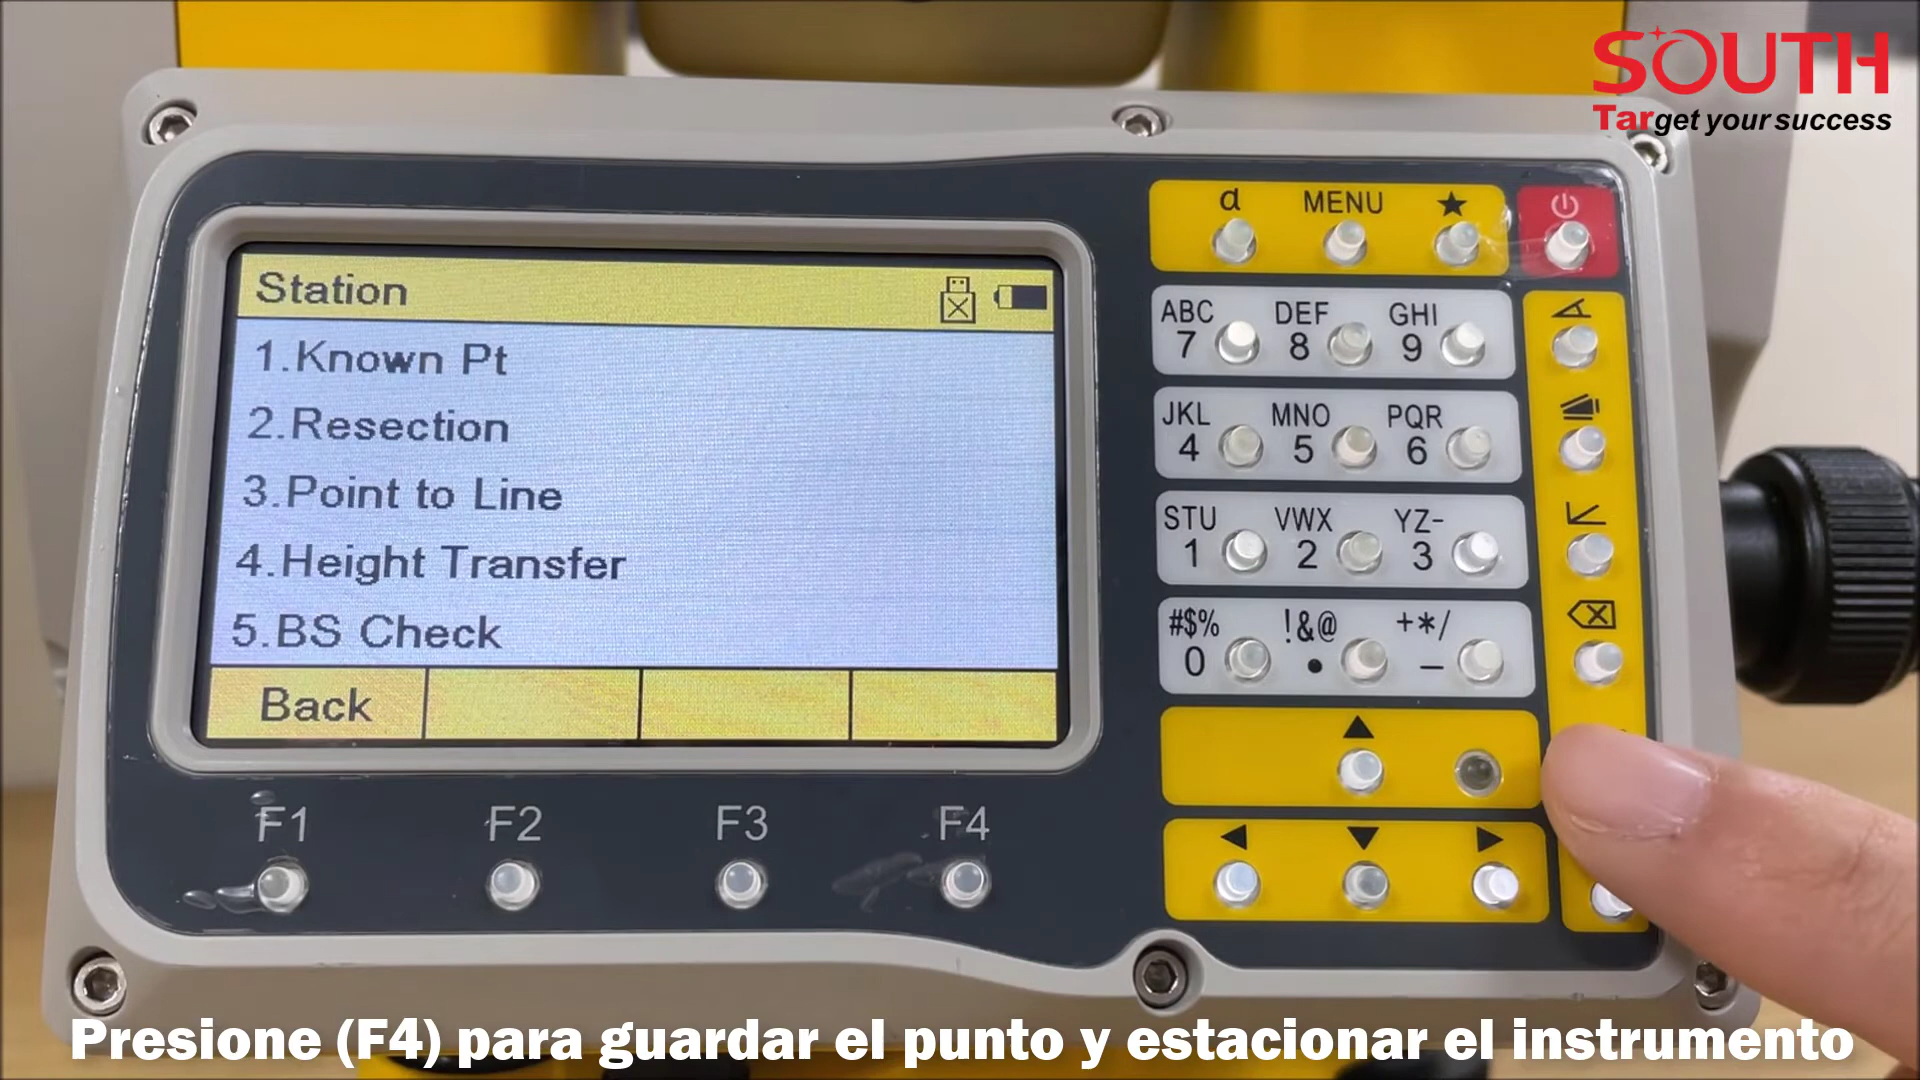 SOUTH
Target your success
Station
1.Known Pt
2.Resection
3.Point to Line
4.Height Transfer
5.BS Check
Back
F1 F2 F3 F4
α MENU ★
ABC DEF GHI
7 8 9
JKL MNO PQR
4 5 6
STU VWX YZ-
1 2 3
#$% !&@ +*/
0 • –
Presione (F4) para guardar el punto y estacionar el instrumento